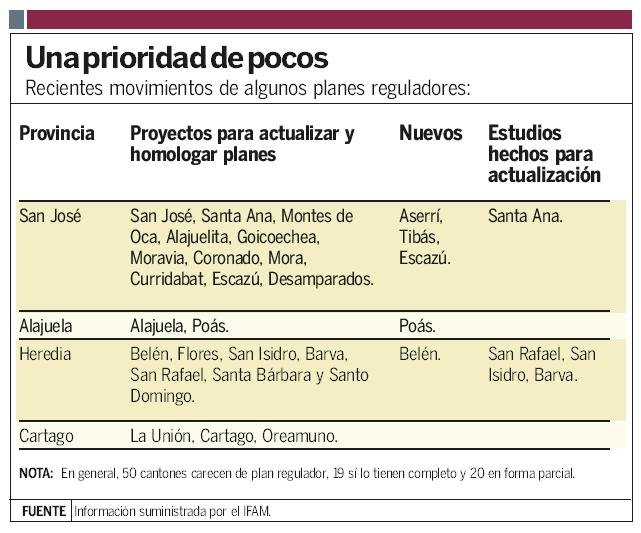 Una prioridad de pocos
Recientes movimientos de algunos planes reguladores:
Provincia
Proyectos para actualizar y
homologar planes
Nuevos
Estudios
hechos para
actualización
San José
San José, Santa Ana, Montes de
Oca, Alajuelita, Goicoechea,
Moravia, Coronado, Mora,
Curridabat, Escazú, Desamparados.
Aserrí,
Tibás,
Escazú.
Santa Ana.
Alajuela
Alajuela, Poás.
Poás.
Heredia
Belén, Flores, San Isidro, Barva,
San Rafael, Santa Bárbara y Santo
Domingo.
Belén.
San Rafael, San
Isidro, Barva.
Cartago
La Unión, Cartago, Oreamuno.
NOTA: En general, 50 cantones carecen de plan regulador, 19 sí lo tienen completo y 20 en forma parcial.
FUENTE Información suministrada por el IFAM.